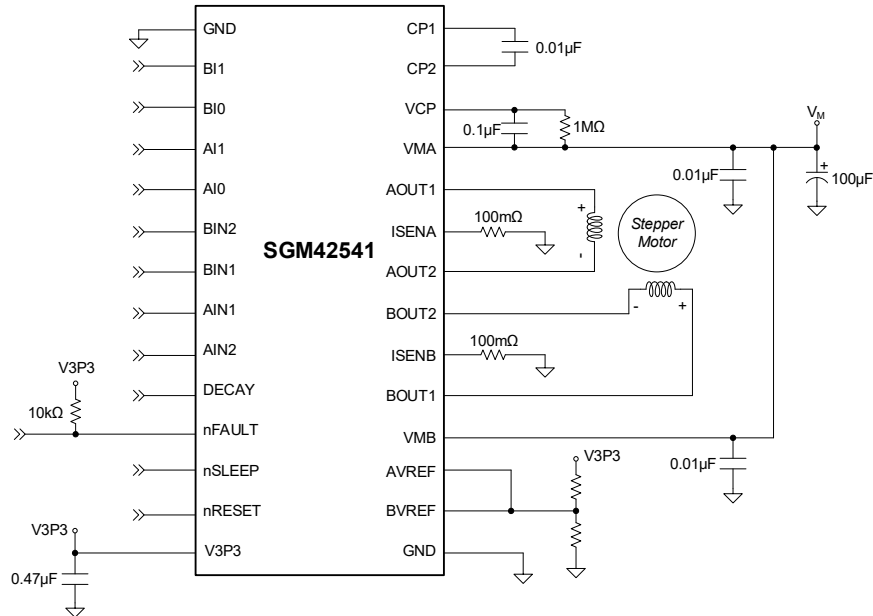 GND
BI1
BI0
AI1
AI0
BIN2
BIN1
AIN1
AIN2
DECAY
nFAULT
nSLEEP
nRESET
V3P3
V3P3
10kΩ
V3P3
0.47µF
SGM42541
CP1
CP2
VCP
VMA
AOUT1
ISENA
AOUT2
BOUT2
ISENB
BOUT1
VMB
AVREF
BVREF
GND
0.01µF
0.1µF
1MΩ
VM
0.01µF
+
100µF
100mΩ
+
-
Stepper
Motor
-
+
100mΩ
V3P3
0.01µF